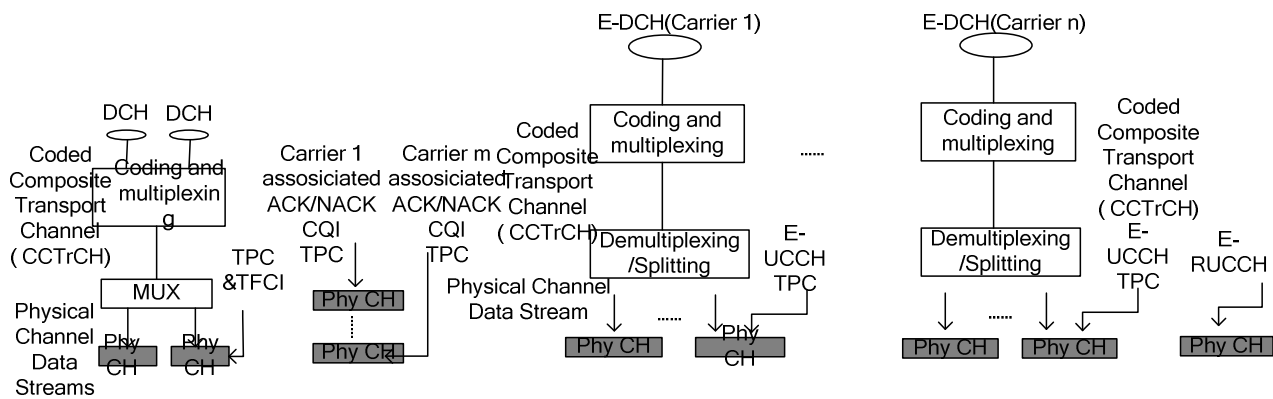 E-DCH(Carrier 1)
E-DCH(Carrier n)
DCH
DCH
Coded
Composite
Transport
Channel
( CCTrCH)
Coding and
multiplexin
g
MUX
TPC
&TFCI
Physical
Channel
Data
Streams
Phy
CH
Phy
CH
Carrier 1
assosiciated
ACK/NACK
CQI
TPC
Carrier m
assosiciated
ACK/NACK
CQI
TPC
Phy CH
Phy CH
Coded
Composite
Transport
Channel
( CCTrCH)
Coding and
multiplexing
......
Demultiplexing
/Splitting
E-
UCCH
TPC
Physical Channel
Data Stream
......
Phy CH
Phy
CH
Coding and
multiplexing
Coded
Composite
Transport
Channel
( CCTrCH)
Demultiplexing
/Splitting
E-
UCCH
TPC
E-
RUCCH
......
Phy CH
Phy CH
Phy CH